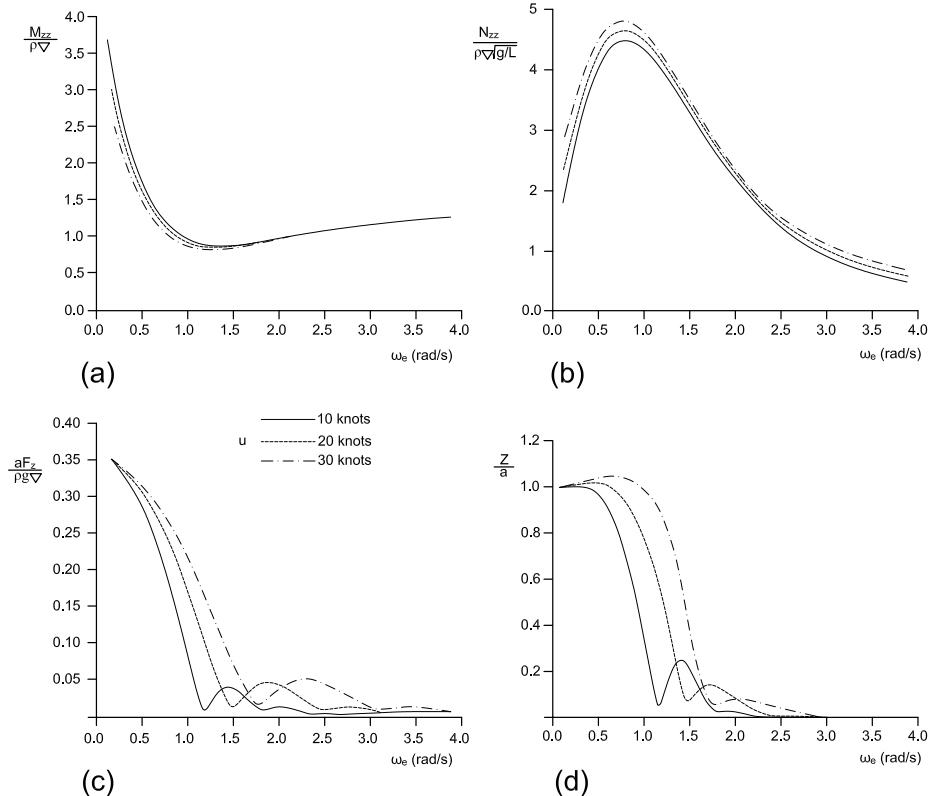 M_zz
ρ∇
4.0
3.5
3.0
2.5
2.0
1.5
1.0
0.5
0.0
0.0 0.5 1.0 1.5 2.0 2.5 3.0 3.5 4.0
ω_e (rad/s)
(a)
N_zz
ρ∇√g/L
5
4
3
2
1
0.0
0.0 0.5 1.0 1.5 2.0 2.5 3.0 3.5 4.0
ω_e (rad/s)
(b)
aF_z
ρg∇
0.40
0.35
0.30
0.25
0.20
0.15
0.10
0.05
0.0 0.5 1.0 1.5 2.0 2.5 3.0 3.5 4.0
ω_e (rad/s)
(c)
u
10 knots
20 knots
30 knots
Z
a
1.2
1.0
0.8
0.6
0.4
0.2
0.0 0.5 1.0 1.5 2.0 2.5 3.0 3.5 4.0
ω_e (rad/s)
(d)